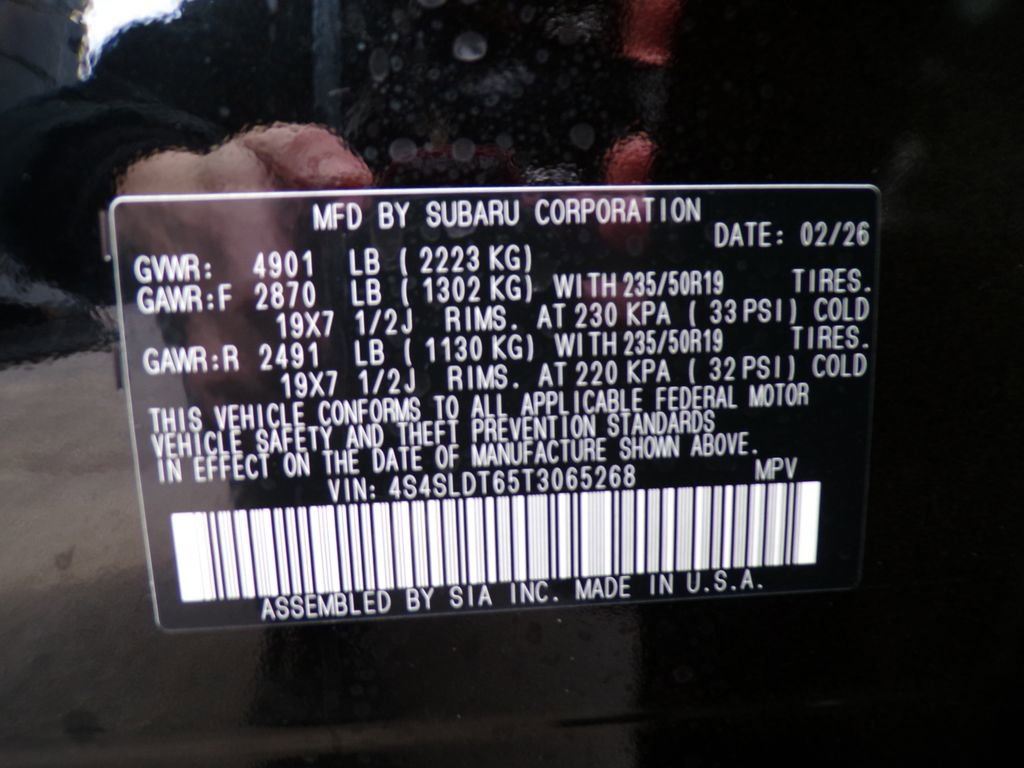 MFD BY SUBARU CORPORATION
DATE: 02/26
GVWR: 4901 LB ( 2223 KG)
GAWR:F 2870 LB ( 1302 KG) WITH 235/50R19 TIRES.
19X7 1/2J RIMS. AT 230 KPA ( 33 PSI) COLD
GAWR:R 2491 LB ( 1130 KG) WITH 235/50R19 TIRES.
19X7 1/2J RIMS. AT 220 KPA ( 32 PSI) COLD
THIS VEHICLE CONFORMS TO ALL APPLICABLE FEDERAL MOTOR
VEHICLE SAFETY AND THEFT PREVENTION STANDARDS
IN EFFECT ON THE DATE OF MANUFACTURE SHOWN ABOVE.
VIN: 4S4SLDT65T3065268 MPV
ASSEMBLED BY SIA INC. MADE IN U.S.A.